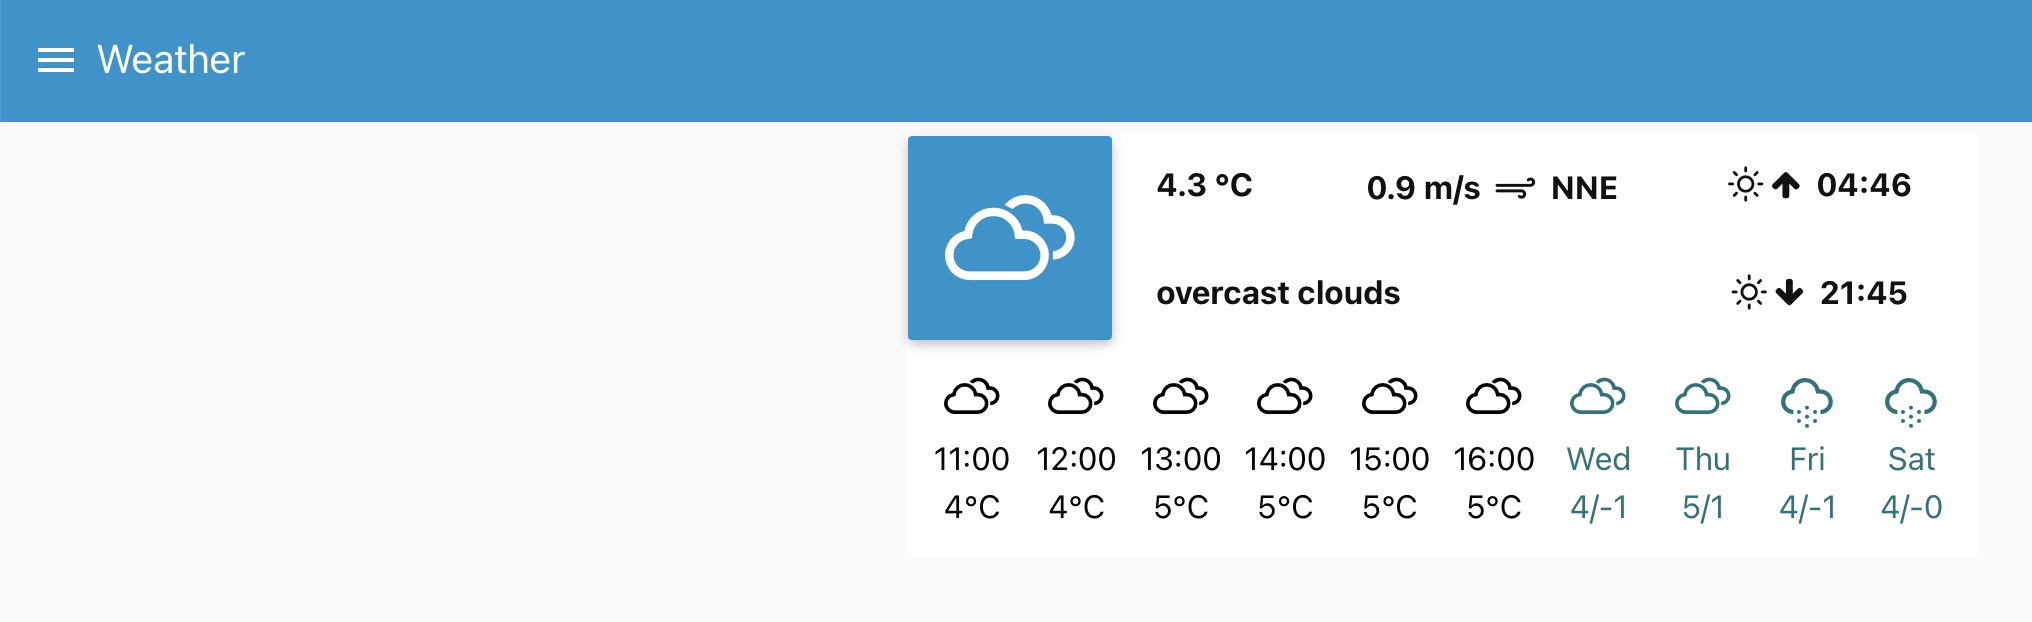 Weather
4.3 °C 0.9 m/s NNE 04:46
overcast clouds 21:45
11:00 12:00 13:00 14:00 15:00 16:00 Wed Thu Fri Sat
4°C 4°C 5°C 5°C 5°C 5°C 4/-1 5/1 4/-1 4/-0